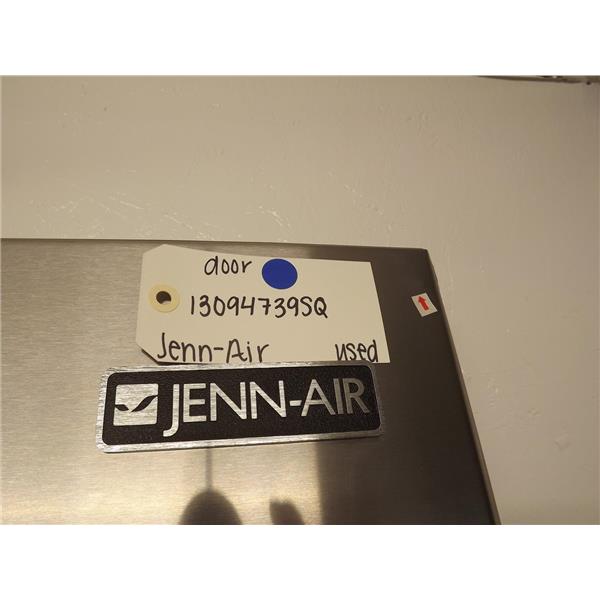 door
13094739SQ
Jenn-Air used
JENN-AIR